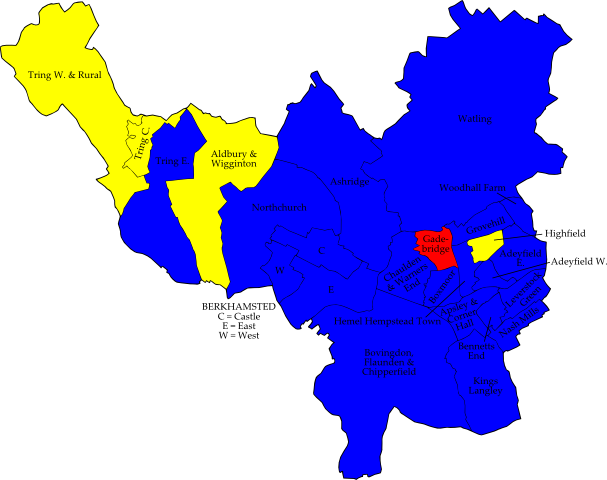 Tring W. & Rural
Tring C.
Tring E.
Aldbury &
Wigginton
Watling
Ashridge
Northchurch
Woodhall Farm
Grovehill
Highfield
Gade-
bridge
Adeyfield
E.
Adeyfield W.
Chaulden
& Warners
End
Boxmoor
C
W
E
BERKHAMSTED
C = Castle
E = East
W = West
Hemel Hempstead Town
Apsley &
Corner
Hall
Leverstock
Green
Nash Mills
Bennetts
End
Bovingdon,
Flaunden &
Chipperfield
Kings
Langley